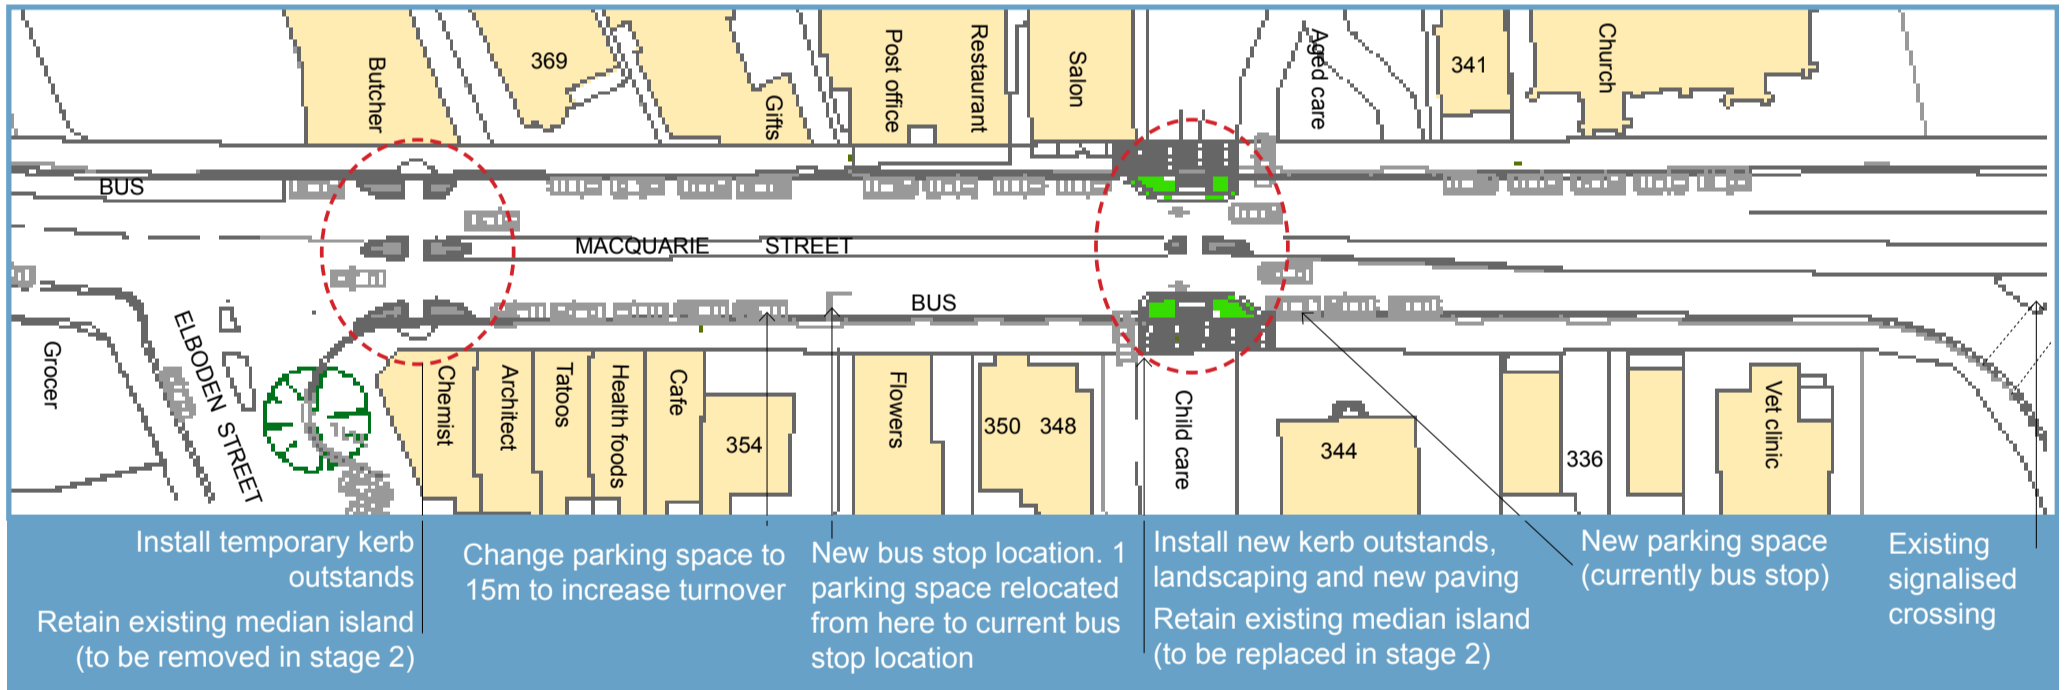 Butcher
369
Gifts
Post office
Restaurant
Salon
Aged care
341
Church
BUS
MACQUARIE STREET
BUS
ELBODEN STREET
Grocer
Chemist
Architect
Tatoos
Health foods
Cafe
354
Flowers
350
348
Child care
344
336
Vet clinic
Install temporary kerb
outstands
Retain existing median island
(to be removed in stage 2)
Change parking space to
15m to increase turnover
New bus stop location. 1
parking space relocated
from here to current bus
stop location
Install new kerb outstands,
landscaping and new paving
Retain existing median island
(to be replaced in stage 2)
New parking space
(currently bus stop)
Existing
signalised
crossing